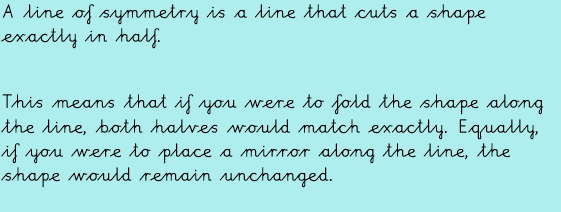 A line of symmetry is a line that cuts a shape
exactly in half.
This means that if you were to fold the shape along
the line, both halves would match exactly. Equally,
if you were to place a mirror along the line, the
shape would remain unchanged.